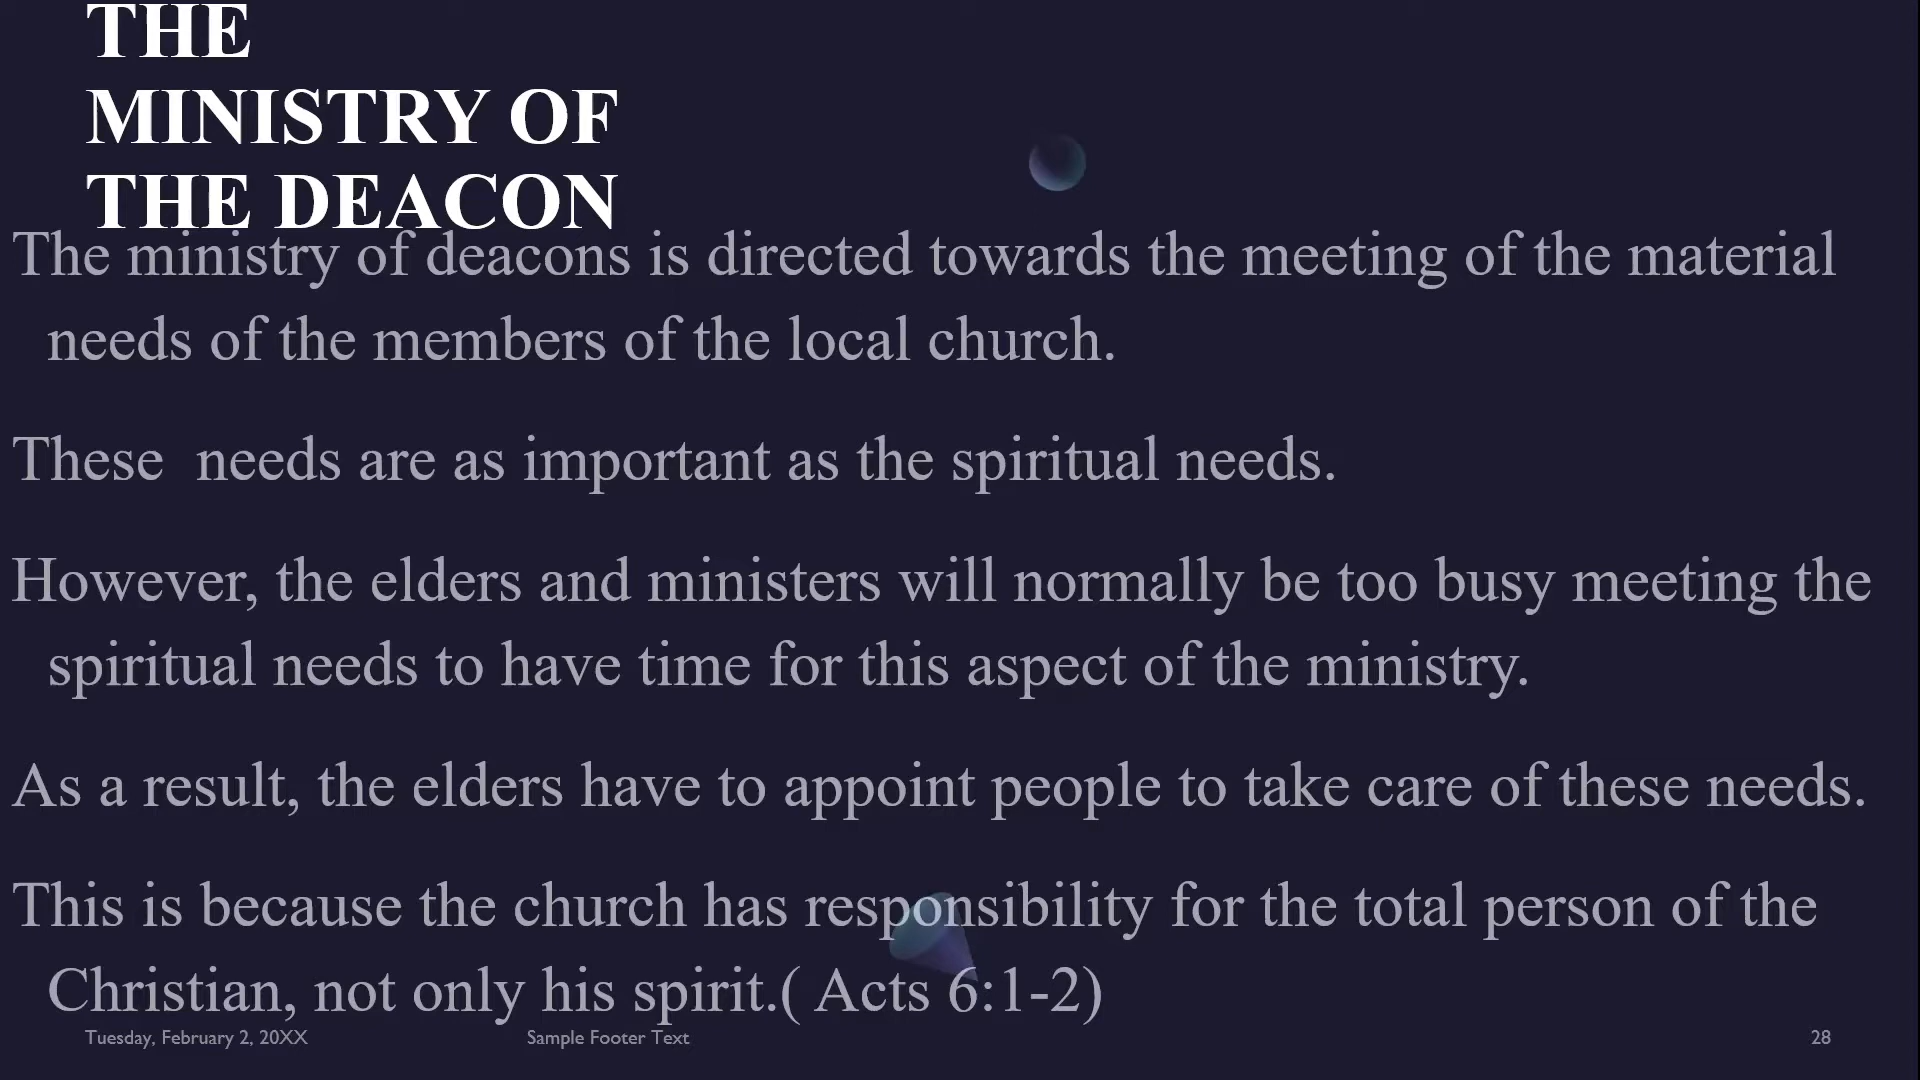 THE
MINISTRY OF
THE DEACON
The ministry of deacons is directed towards the meeting of the material
needs of the members of the local church.
These  needs are as important as the spiritual needs.
However, the elders and ministers will normally be too busy meeting the
spiritual needs to have time for this aspect of the ministry.
As a result, the elders have to appoint people to take care of these needs.
This is because the church has responsibility for the total person of the
Christian, not only his spirit.( Acts 6:1-2)
Tuesday, February 2, 20XX
Sample Footer Text
28